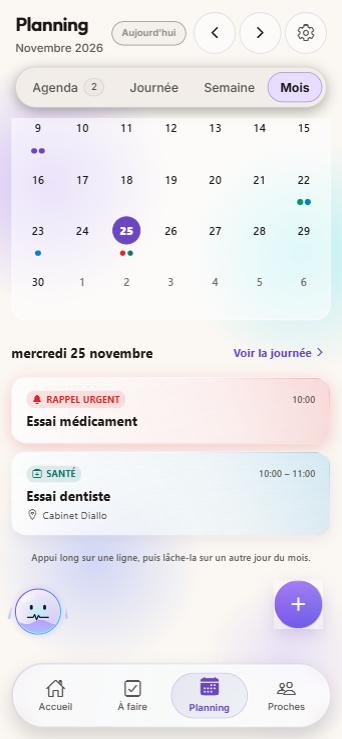 Planning
Novembre 2026
Aujourd'hui
Agenda 2 Journée Semaine Mois
9 10 11 12 13 14 15
16 17 18 19 20 21 22
23 24 25 26 27 28 29
30 1 2 3 4 5 6
mercredi 25 novembre Voir la journée
RAPPEL URGENT 10:00
Essai médicament
SANTÉ 10:00 – 11:00
Essai dentiste
Cabinet Diallo
Appui long sur une ligne, puis lâche-la sur un autre jour du mois.
Accueil À faire Planning Proches